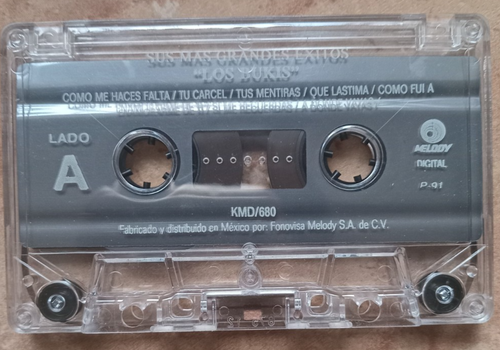 SUS MAS GRANDES EXITOS
"LOS BUKIS"
COMO ME HACES FALTA / TU CARCEL / TUS MENTIRAS / QUE LASTIMA / COMO FUI A
LADO
A
MELODY
DIGITAL
P-91
KMD/680
Fabricado y distribuido en México por: Fonovisa Melody S.A. de C.V.